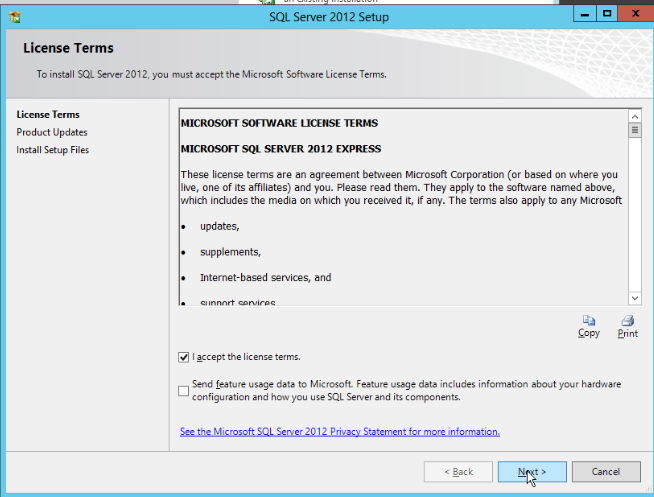 an Existing Installation
SQL Server 2012 Setup
License Terms
To install SQL Server 2012, you must accept the Microsoft Software License Terms.
License Terms
Product Updates
Install Setup Files
MICROSOFT SOFTWARE LICENSE TERMS
MICROSOFT SQL SERVER 2012 EXPRESS
These license terms are an agreement between Microsoft Corporation (or based on where you
live, one of its affiliates) and you. Please read them. They apply to the software named above,
which includes the media on which you received it, if any. The terms also apply to any Microsoft
• updates,
• supplements,
• Internet-based services, and
• support services
Copy
Print
I accept the license terms.
Send feature usage data to Microsoft. Feature usage data includes information about your hardware
configuration and how you use SQL Server and its components.
See the Microsoft SQL Server 2012 Privacy Statement for more information.
< Back
Next >
Cancel